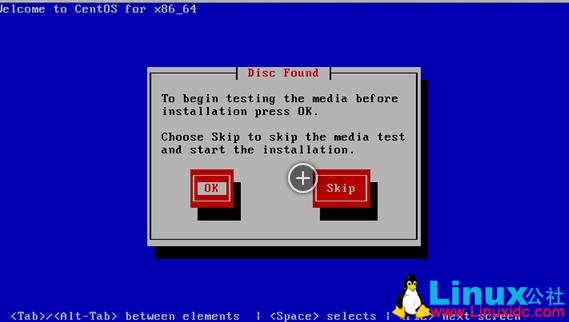 Welcome to CentOS for x86_64
Disc Found
To begin testing the media before
installation press OK.
Choose Skip to skip the media test
and start the installation.
OK
Skip
Linux公社
www.Linuxidc.com
<Tab>/<Alt-Tab> between elements | <Space> selects | next screen